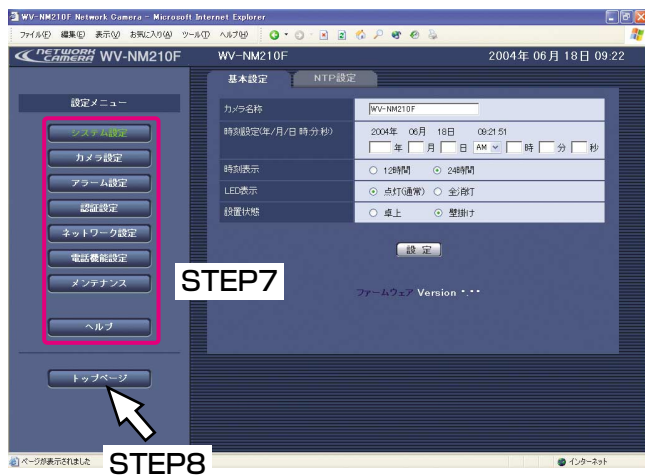 WV-NM210F Network Camera - Microsoft Internet Explorer
ファイル(F) 編集(E) 表示(V) お気に入り(A) ツール(T) ヘルプ(H)
NETWORK CAMERA WV-NM210F
WV-NM210F
2004年 06月 18日 09:22
基本設定 NTP設定
設定メニュー
システム設定
カメラ設定
アラーム設定
認証設定
ネットワーク設定
電話機能設定
メンテナンス
ヘルプ
トップページ
カメラ名称 WV-NM210F
時刻設定(年/月/日 時:分:秒) 2004年 06月 18日 09:21:51
年 月 日 AM 時 分 秒
時刻表示 12時間 24時間
LED表示 点灯(通常) 全消灯
設置状態 卓上 壁掛け
設 定
ファームウェア Version *.**
STEP7
STEP8
ページが表示されました
インターネット